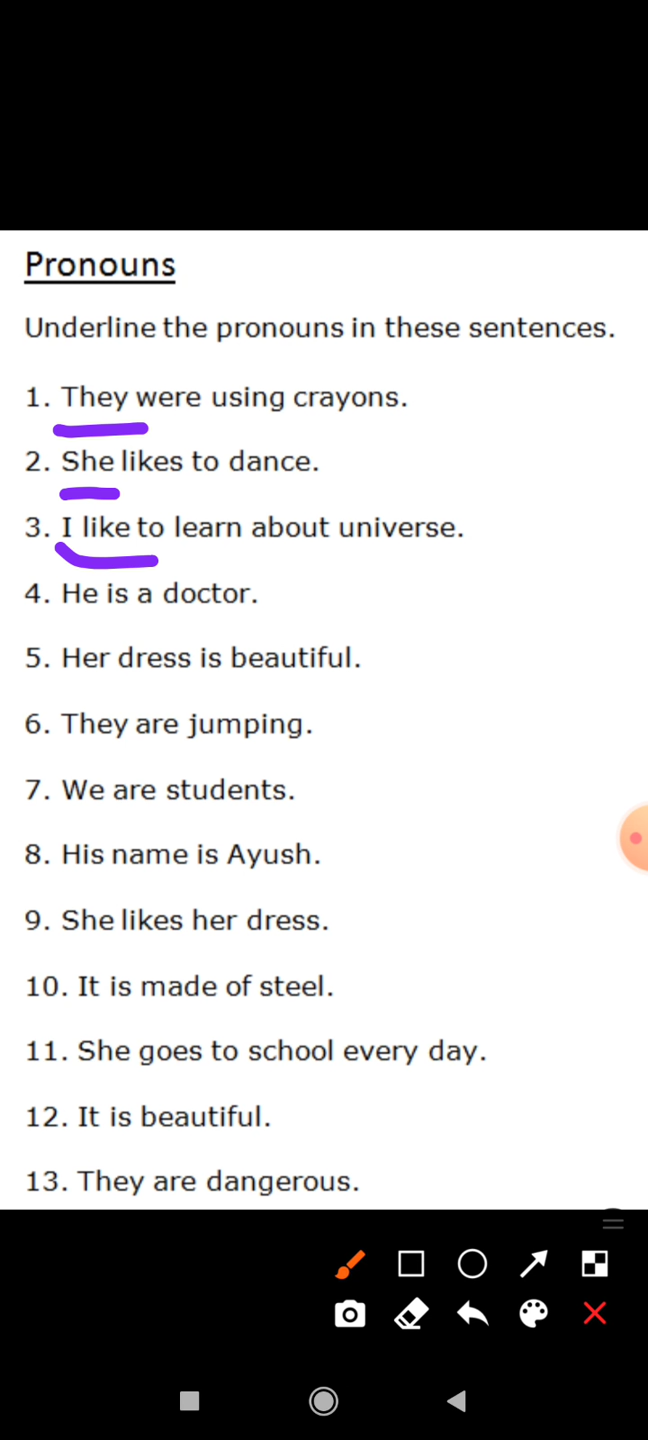 Pronouns
Underline the pronouns in these sentences.
1. They were using crayons.
2. She likes to dance.
3. I like to learn about universe.
4. He is a doctor.
5. Her dress is beautiful.
6. They are jumping.
7. We are students.
8. His name is Ayush.
9. She likes her dress.
10. It is made of steel.
11. She goes to school every day.
12. It is beautiful.
13. They are dangerous.